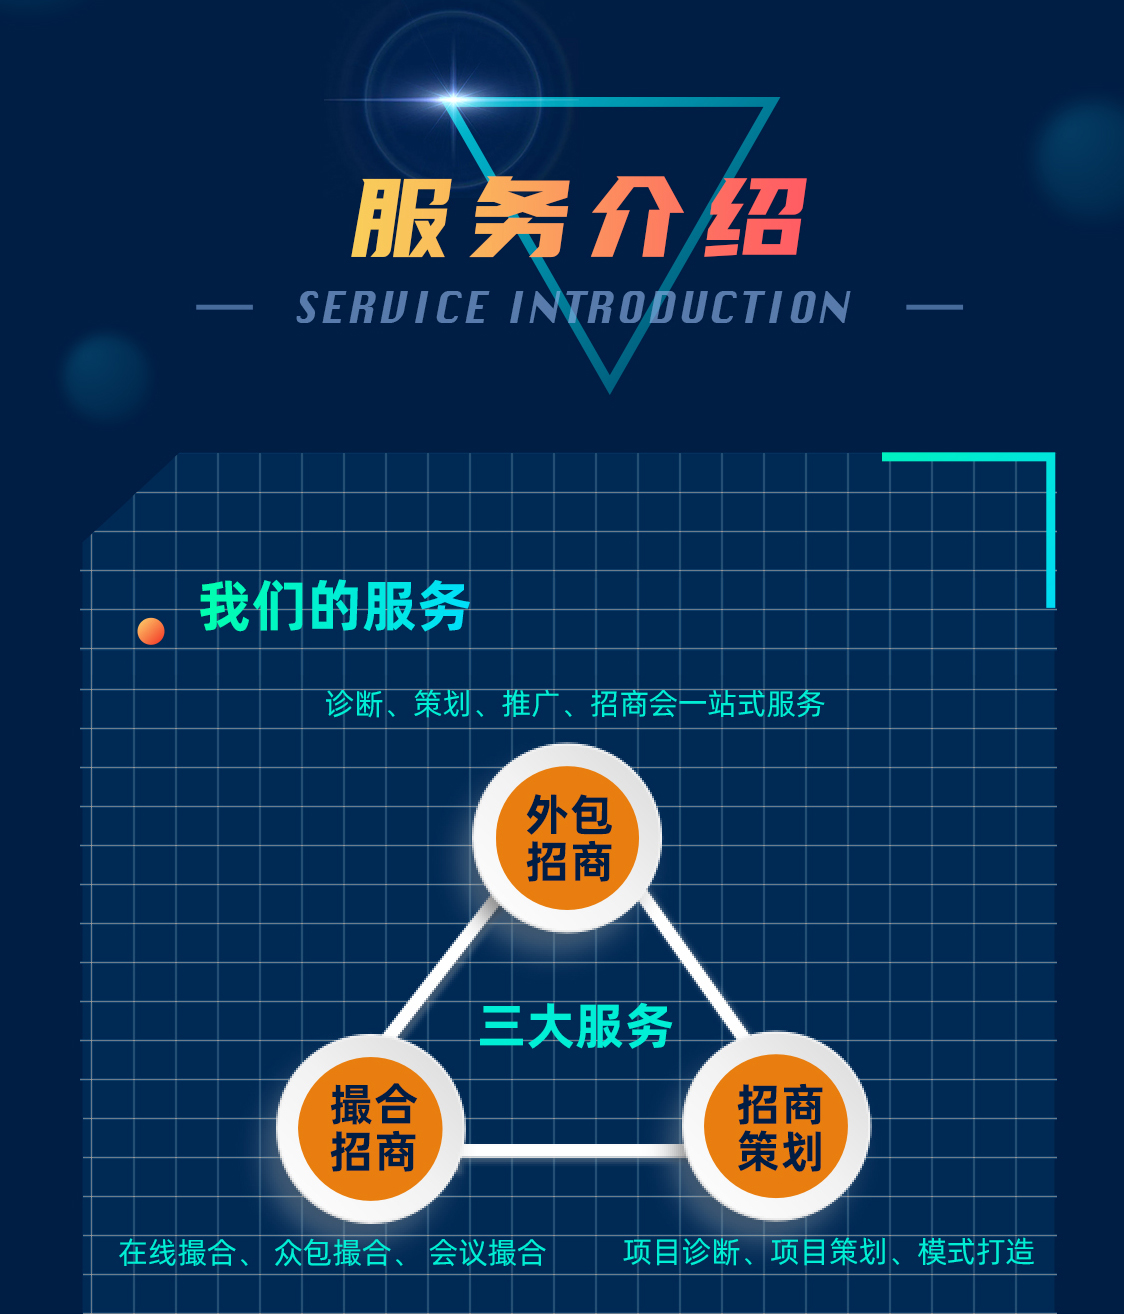 服务介绍
SERVICE INTRODUCTION
我们的服务
诊断、策划、推广、招商会一站式服务
外包
招商
三大服务
撮合
招商
招商
策划
在线撮合、众包撮合、会议撮合
项目诊断、项目策划、模式打造